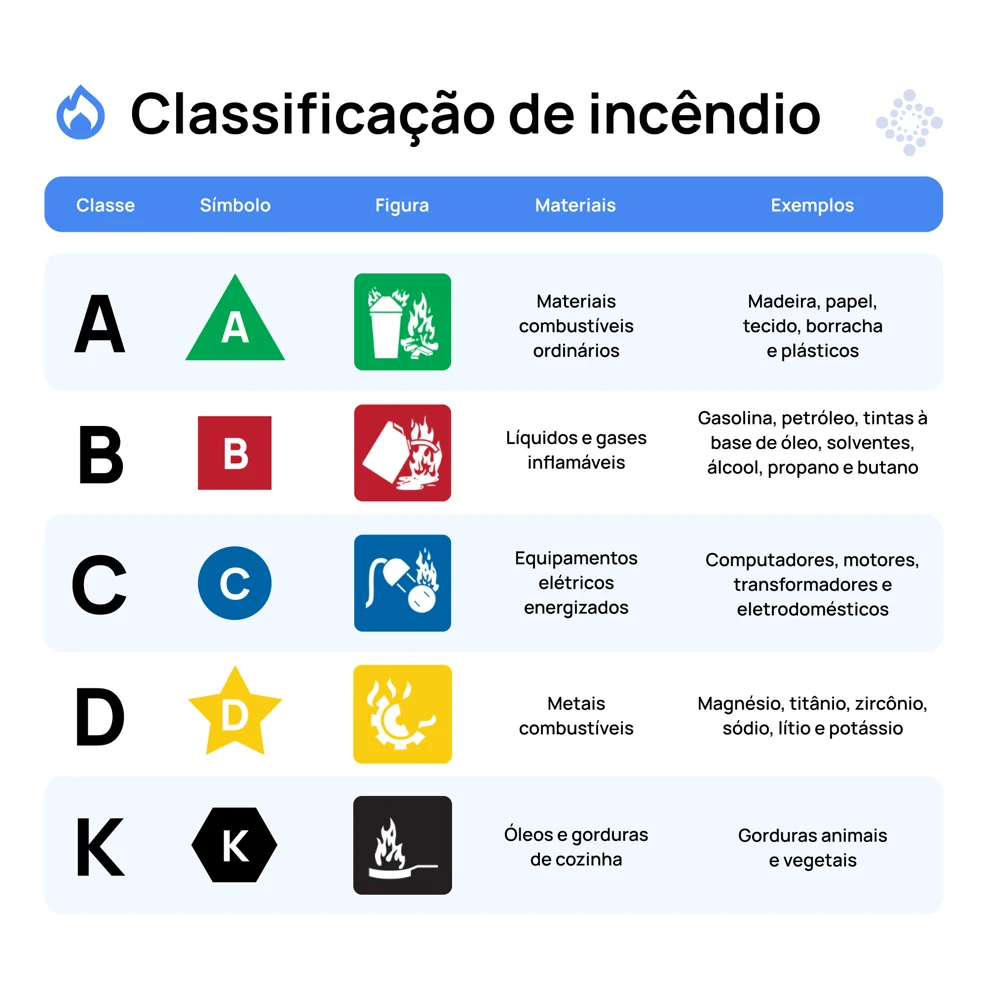 Classificação de incêndio
Classe Símbolo Figura Materiais Exemplos
A
A
Materiais
combustíveis
ordinários
Madeira, papel,
tecido, borracha
e plásticos
B
B
Líquidos e gases
inflamáveis
Gasolina, petróleo, tintas à
base de óleo, solventes,
álcool, propano e butano
C
C
Equipamentos
elétricos
energizados
Computadores, motores,
transformadores e
eletrodomésticos
D
D
Metais
combustíveis
Magnésio, titânio, zircônio,
sódio, lítio e potássio
K
K
Óleos e gorduras
de cozinha
Gorduras animais
e vegetais